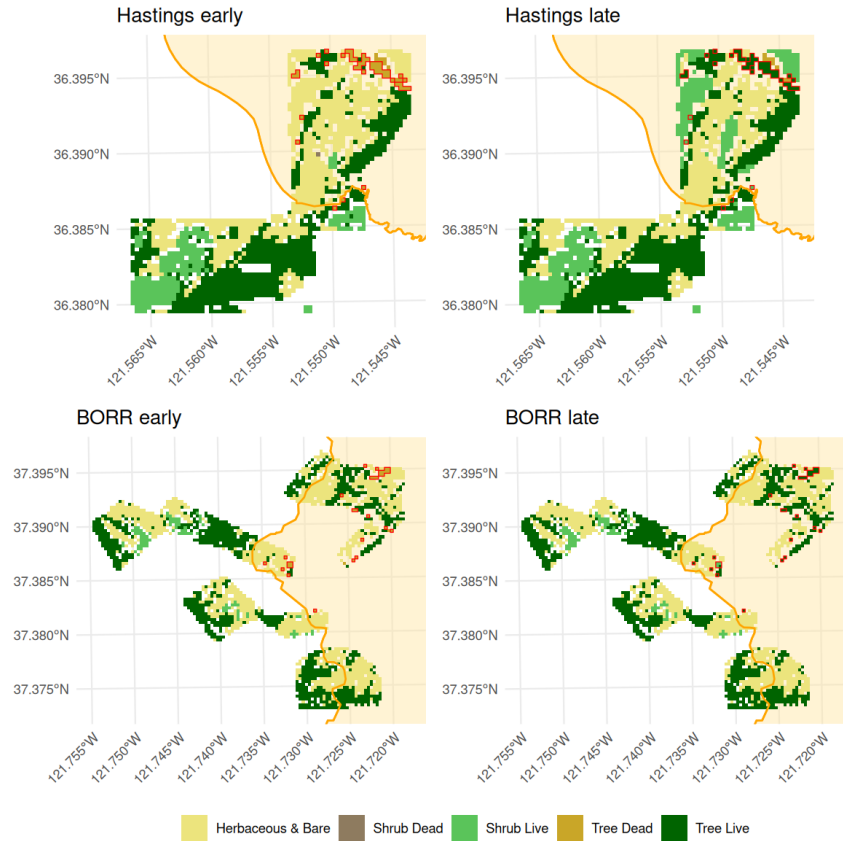 Hastings early
Hastings late
36.395°N
36.390°N
36.385°N
36.380°N
121.565°W
121.560°W
121.555°W
121.550°W
121.545°W
36.395°N
36.390°N
36.385°N
36.380°N
121.565°W
121.560°W
121.555°W
121.550°W
121.545°W
BORR early
BORR late
37.395°N
37.390°N
37.385°N
37.380°N
37.375°N
121.755°W
121.750°W
121.745°W
121.740°W
121.735°W
121.730°W
121.725°W
121.720°W
37.395°N
37.390°N
37.385°N
37.380°N
37.375°N
121.755°W
121.750°W
121.745°W
121.740°W
121.735°W
121.730°W
121.725°W
121.720°W
Herbaceous & Bare
Shrub Dead
Shrub Live
Tree Dead
Tree Live